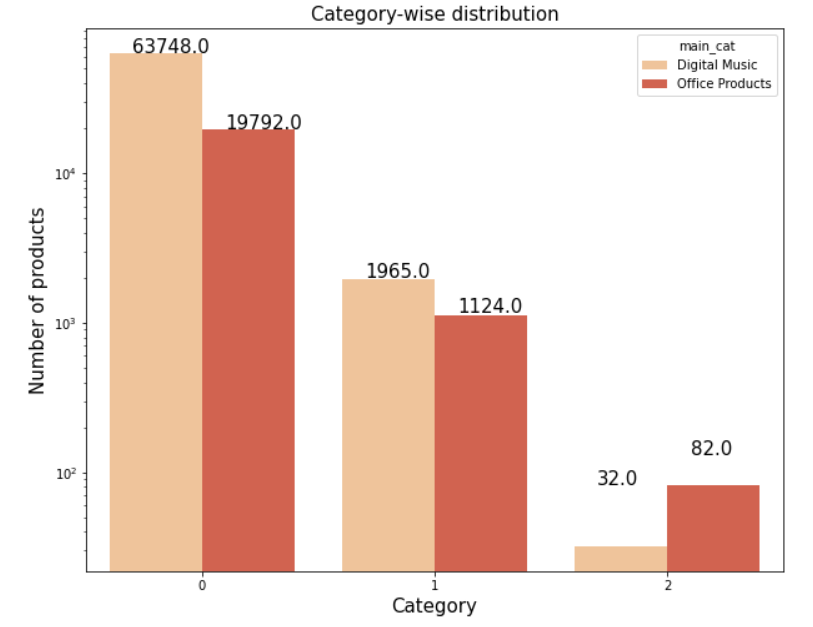 Category-wise distribution
63748.0
19792.0
1965.0
1124.0
32.0
82.0
main_cat
Digital Music
Office Products
10⁴
10³
10²
Number of products
0 1 2
Category